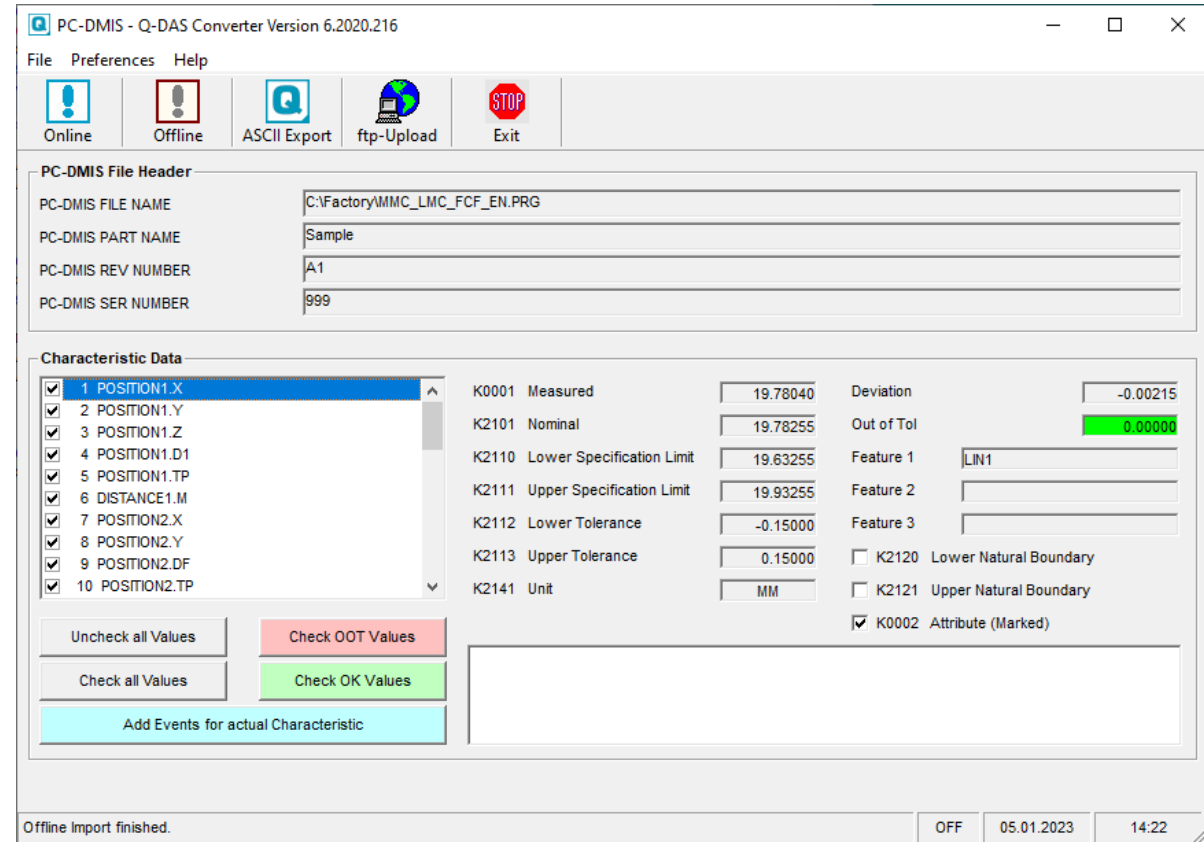 PC-DMIS - Q-DAS Converter Version 6.2020.216
File Preferences Help
Online Offline ASCII Export ftp-Upload STOP Exit
PC-DMIS File Header
PC-DMIS FILE NAME C:\Factory\MMC_LMC_FCF_EN.PRG
PC-DMIS PART NAME Sample
PC-DMIS REV NUMBER A1
PC-DMIS SER NUMBER 999
Characteristic Data
1 POSITION1.X
2 POSITION1.Y
3 POSITION1.Z
4 POSITION1.D1
5 POSITION1.TP
6 DISTANCE1.M
7 POSITION2.X
8 POSITION2.Y
9 POSITION2.DF
10 POSITION2.TP
K0001 Measured 19.78040
K2101 Nominal 19.78255
K2110 Lower Specification Limit 19.63255
K2111 Upper Specification Limit 19.93255
K2112 Lower Tolerance -0.15000
K2113 Upper Tolerance 0.15000
K2141 Unit MM
Deviation -0.00215
Out of Tol 0.00000
Feature 1 LIN1
Feature 2
Feature 3
K2120 Lower Natural Boundary
K2121 Upper Natural Boundary
K0002 Attribute (Marked)
Uncheck all Values Check OOT Values
Check all Values Check OK Values
Add Events for actual Characteristic
Offline Import finished. OFF 05.01.2023 14:22